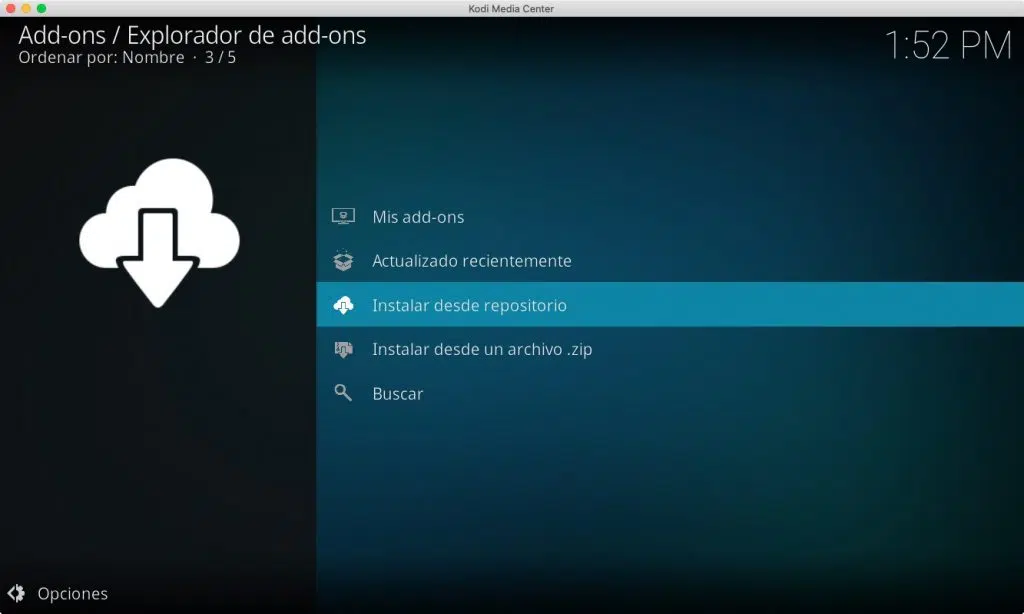 Kodi Media Center
Add-ons / Explorador de add-ons
Ordenar por: Nombre · 3 / 5
1:52 PM
Mis add-ons
Actualizado recientemente
Instalar desde repositorio
Instalar desde un archivo .zip
Buscar
Opciones